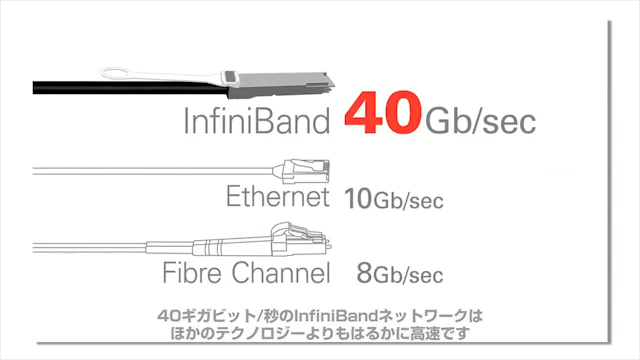 InfiniBand 40Gb/sec
Ethernet 10Gb/sec
Fibre Channel 8Gb/sec
40ギガビット/秒のInfiniBandネットワークは
ほかのテクノロジーよりもはるかに高速です